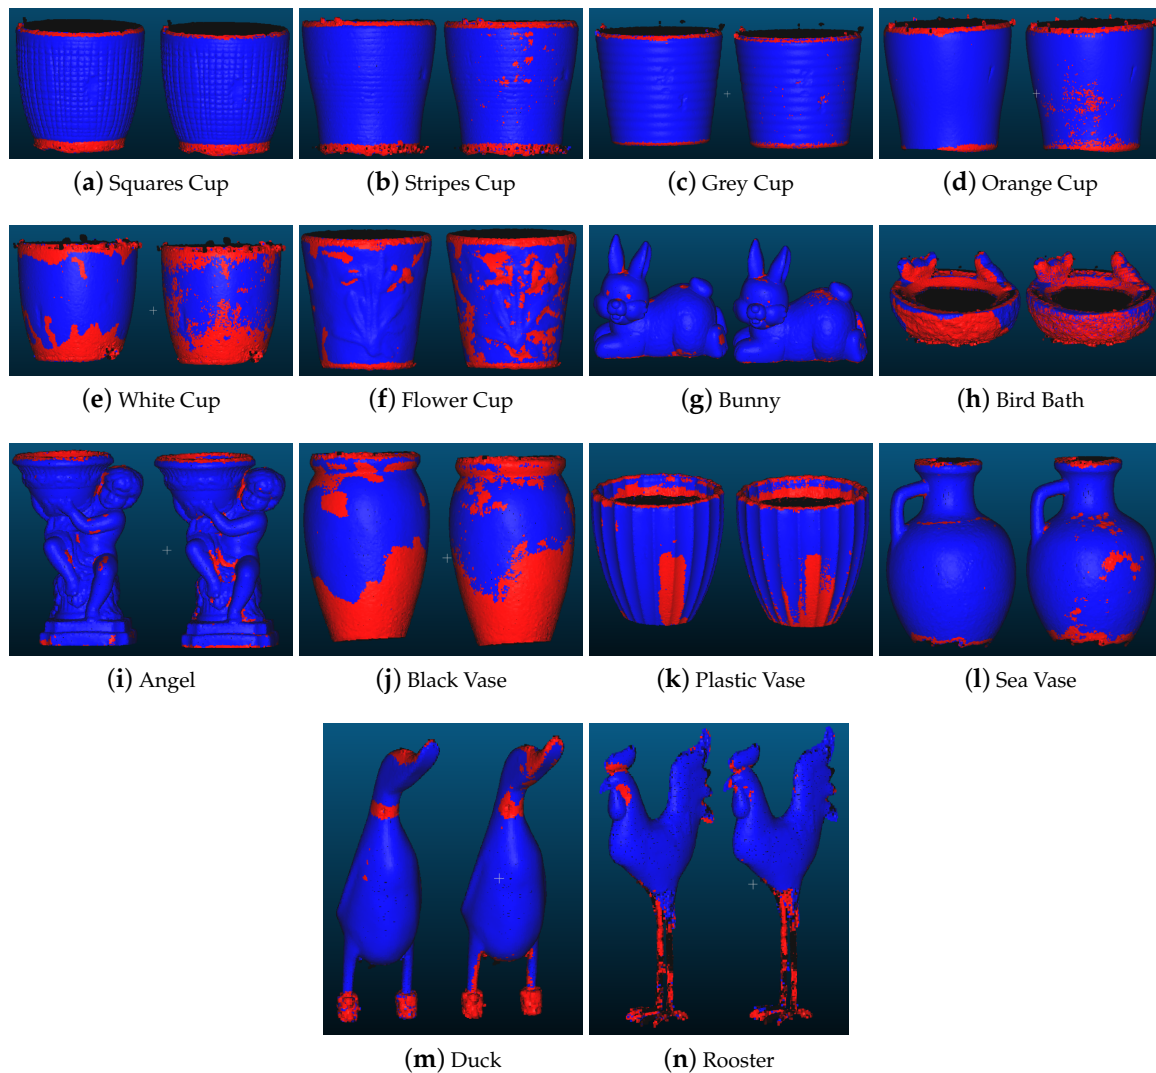 (a) Squares Cup
(b) Stripes Cup
(c) Grey Cup
(d) Orange Cup
(e) White Cup
(f) Flower Cup
(g) Bunny
(h) Bird Bath
(i) Angel
(j) Black Vase
(k) Plastic Vase
(l) Sea Vase
(m) Duck
(n) Rooster